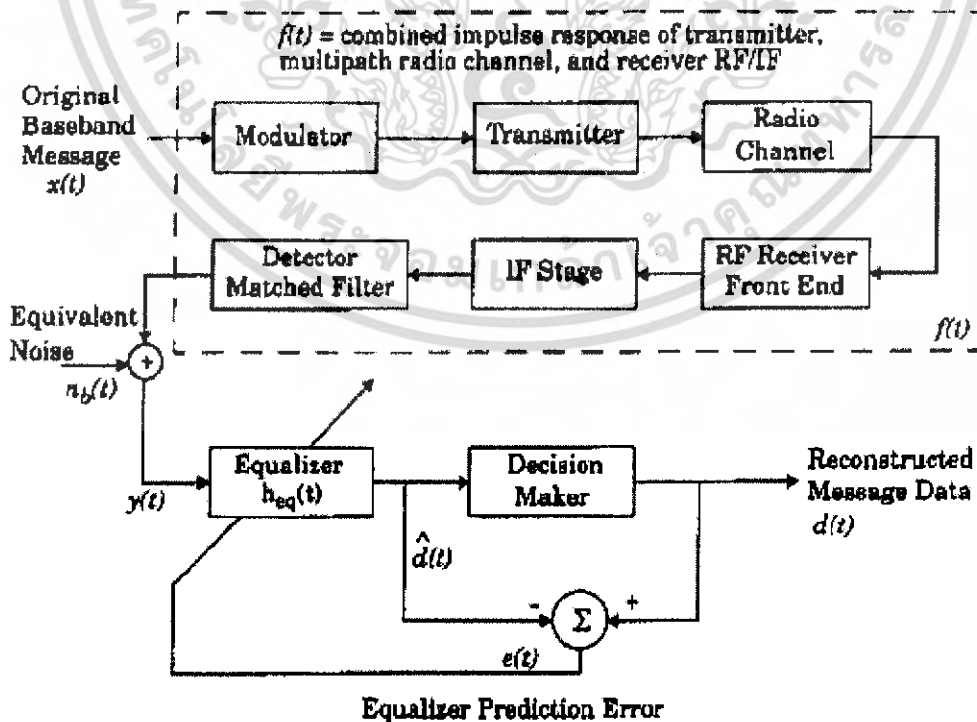 f(t) = combined impulse response of transmitter,
multipath radio channel, and receiver RF/IF
Original
Baseband
Message
x(t)
Modulator
Transmitter
Radio
Channel
Detector
Matched Filter
IF Stage
RF Receiver
Front End
f(t)
Equivalent
Noise
n_b(t)
+
y(t)
Equalizer
h_eq(t)
Decision
Maker
Reconstructed
Message Data
d(t)
d̂(t)
-
Σ
+
e(t)
Equalizer Prediction Error